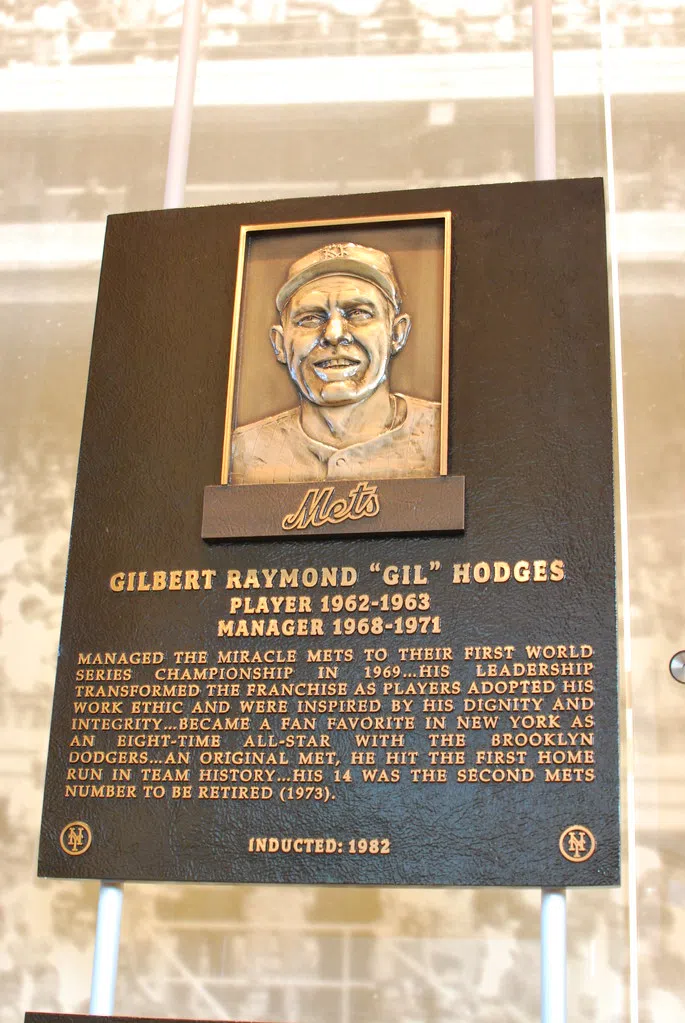 NY
Mets
GILBERT RAYMOND “GIL” HODGES
PLAYER 1962-1963
MANAGER 1968-1971
MANAGED THE MIRACLE METS TO THEIR FIRST WORLD
SERIES CHAMPIONSHIP IN 1969...HIS LEADERSHIP
TRANSFORMED THE FRANCHISE AS PLAYERS ADOPTED HIS
WORK ETHIC AND WERE INSPIRED BY HIS DIGNITY AND
INTEGRITY...BECAME A FAN FAVORITE IN NEW YORK AS
AN EIGHT-TIME ALL-STAR WITH THE BROOKLYN
DODGERS...AN ORIGINAL MET, HE HIT THE FIRST HOME
RUN IN TEAM HISTORY...HIS 14 WAS THE SECOND METS
NUMBER TO BE RETIRED (1973).
NY INDUCTED: 1982 NY